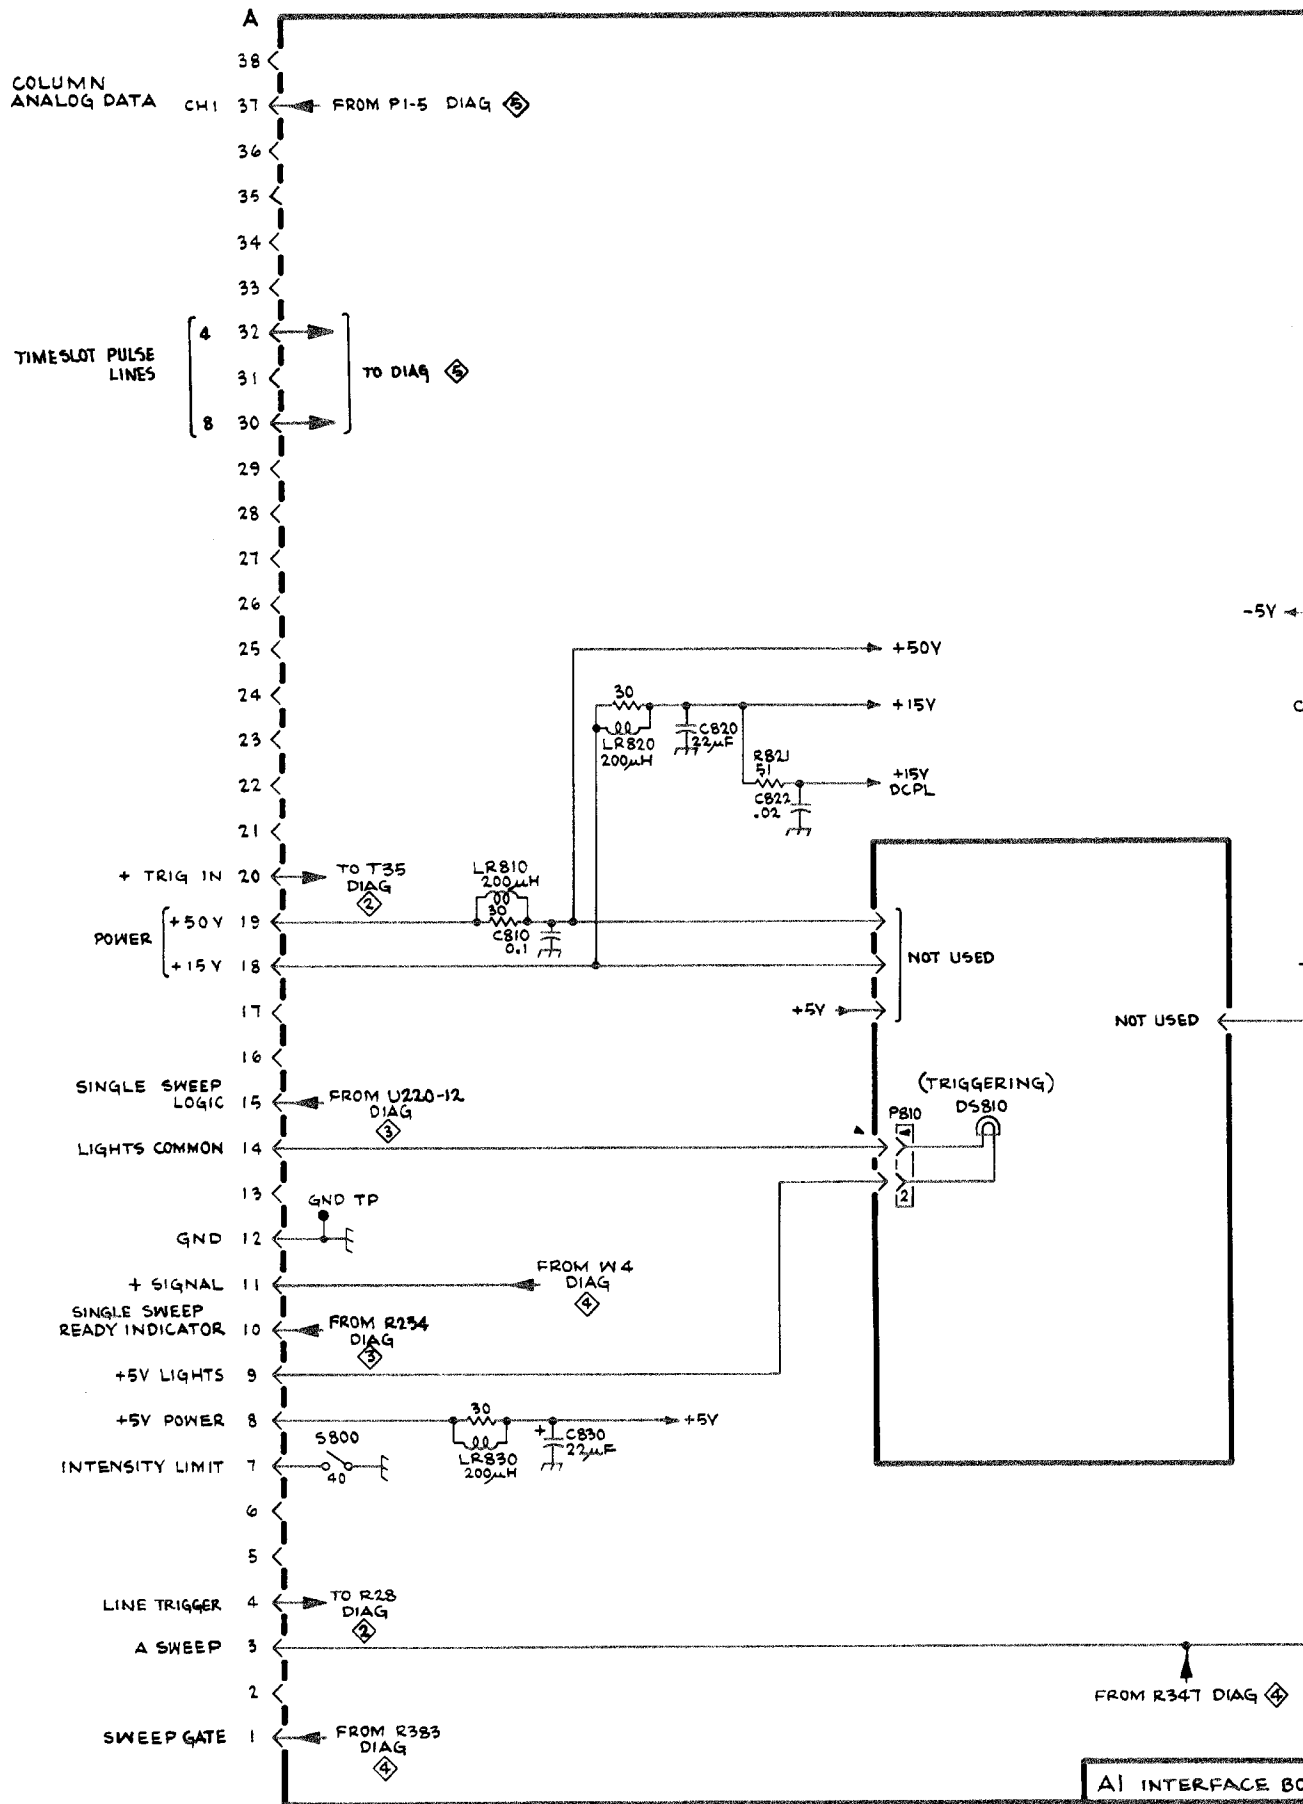 A
38
COLUMN
ANALOG DATA CH1 37 FROM P1-5 DIAG 5
36
35
34
33
4 32
TIMESLOT PULSE
LINES 31 TO DIAG 5
8 30
29
28
27
26
-5V
25 +50V
24 30 +15V
C820
22µF
23 LR820
200µH
R821
51
22 +15V
DCPL
C822
.02
21
+ TRIG IN 20 TO T35
DIAG
2
LR810
200µH
POWER +50V 19 30
C810
0.1
+15V 18 NOT USED
17 +5V NOT USED
16
SINGLE SWEEP
LOGIC 15 FROM U220-12
DIAG
3
(TRIGGERING)
DS810
P810
LIGHTS COMMON 14
13 GND TP 2
GND 12
+ SIGNAL 11 FROM W4
DIAG
4
SINGLE SWEEP
READY INDICATOR 10 FROM R234
DIAG
3
+5V LIGHTS 9
+5V POWER 8 30 +5V
+ C830
22µF
LR830
200µH
S800
INTENSITY LIMIT 7 40
6
5
LINE TRIGGER 4 TO R28
DIAG
2
A SWEEP 3
2 FROM R347 DIAG 4
SWEEP GATE 1 FROM R383
DIAG
4
A1 INTERFACE BO